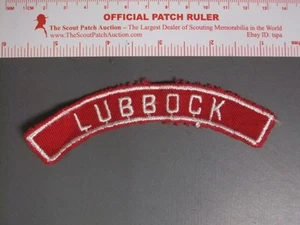 OFFICIAL PATCH RULER
The Scout Patch Auction – The Largest Dealer of Scouting Memorabilia in the World
www.TheScoutPatchAuction.com
Ebay ID: tspa
LUBBOCK